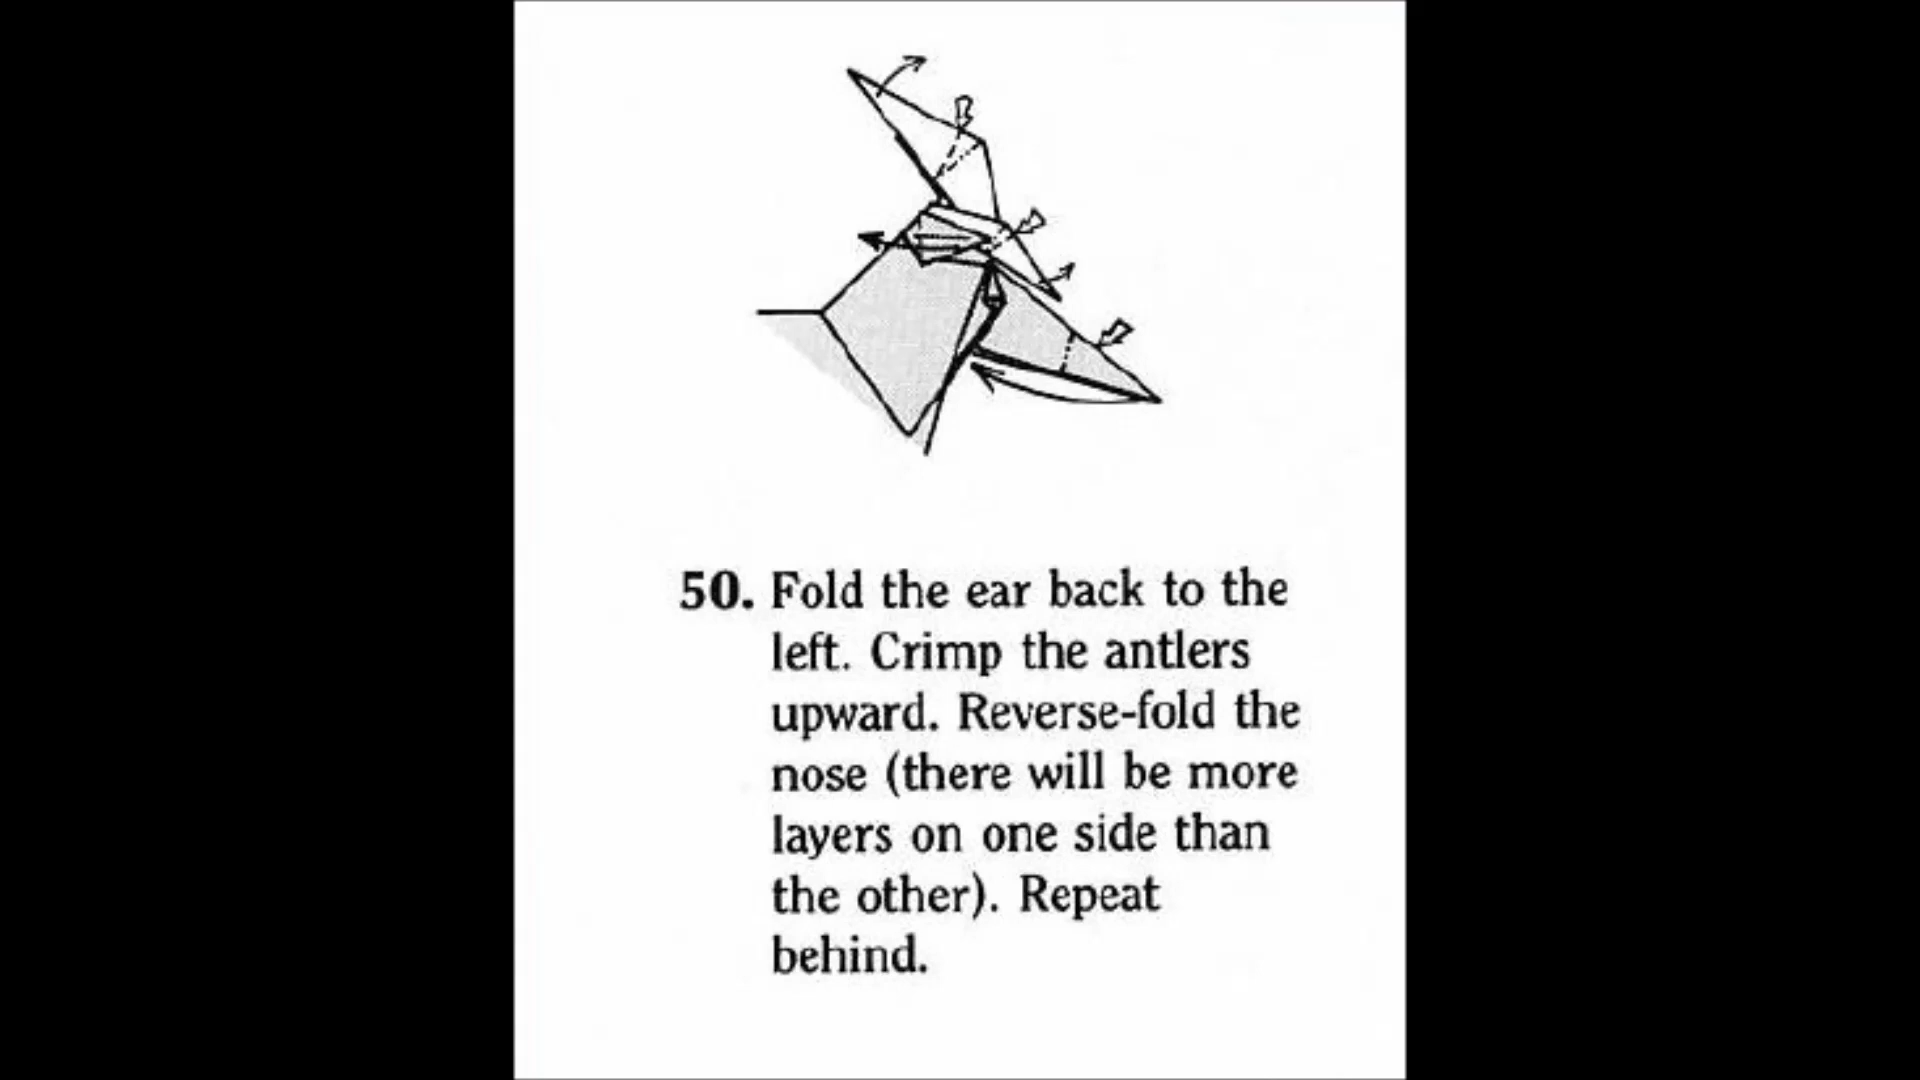 50. Fold the ear back to the
left. Crimp the antlers
upward. Reverse-fold the
nose (there will be more
layers on one side than
the other). Repeat
behind.